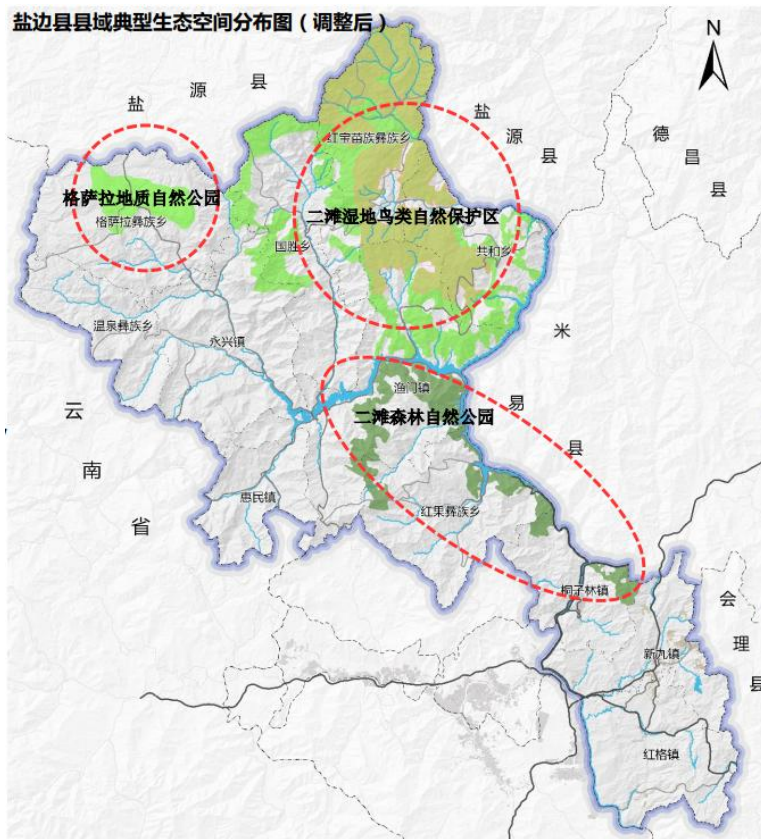 盐边县县域典型生态空间分布图（调整后）
N
盐源县
盐源县
德昌县
红宝苗族彝族乡
格萨拉地质自然公园
格萨拉彝族乡
二滩湿地鸟类自然保护区
国胜乡
共和乡
温泉彝族乡
永兴镇
米易县
渔门镇
二滩森林自然公园
云南省
惠民镇
红果彝族乡
桐子林镇
会理县
新九镇
红格镇